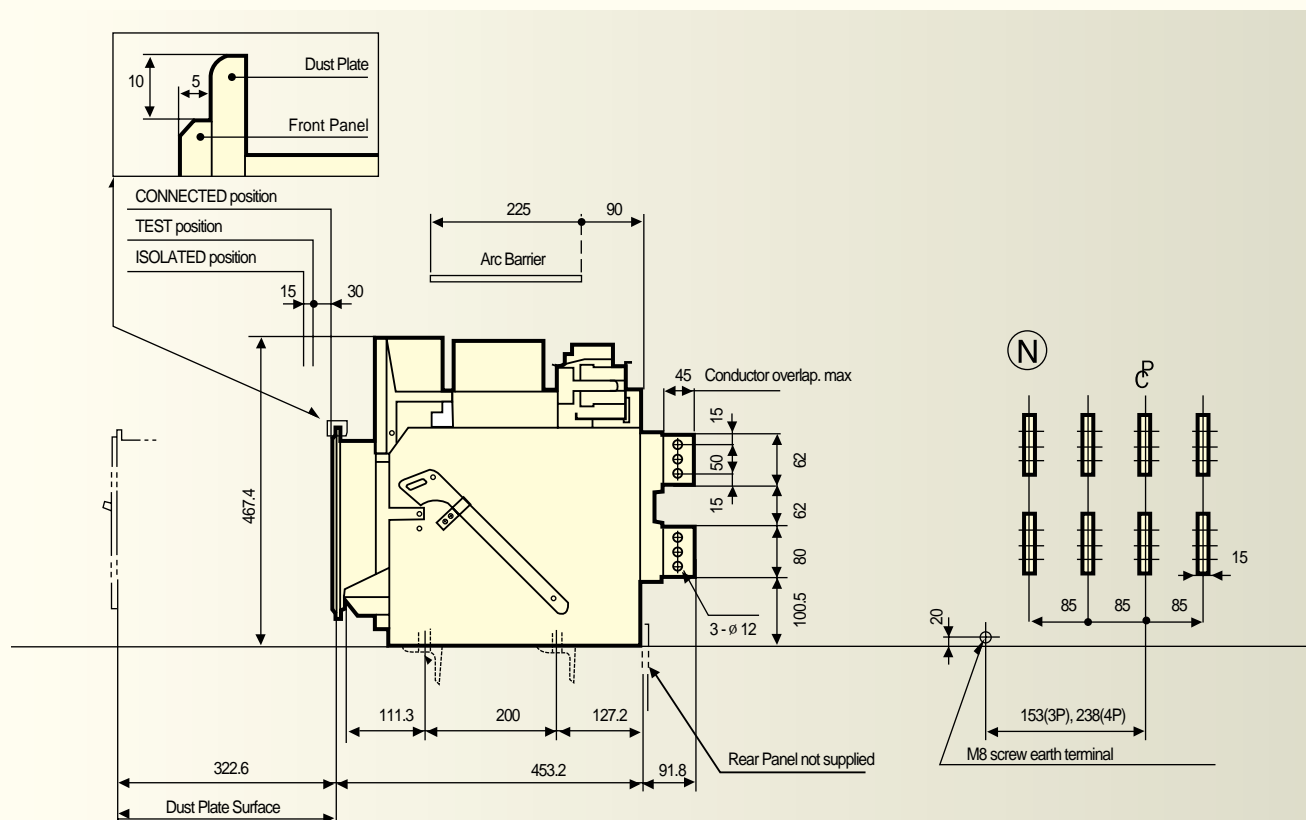 Dust Plate
10
5
Front Panel
CONNECTED position
TEST position
ISOLATED position
15
30
225
90
Arc Barrier
N
CP
45
Conductor overlap. max
15
50
15
62
62
80
100.5
467.4
15
85
85
85
20
3 - ø 12
111.3
200
127.2
153(3P), 238(4P)
M8 screw earth terminal
Rear Panel not supplied
322.6
453.2
91.8
Dust Plate Surface